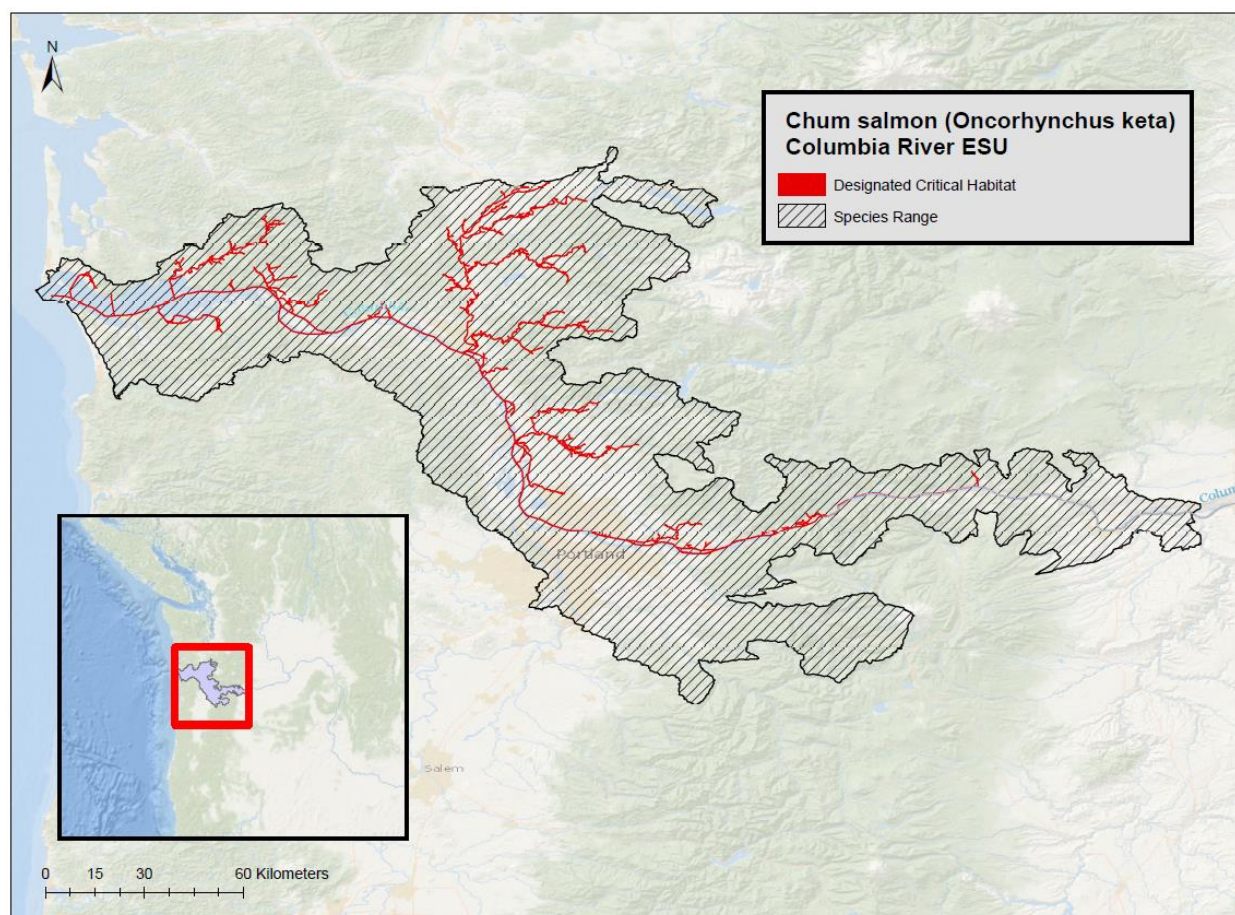 N
Chum salmon (Oncorhynchus keta)
Columbia River ESU
Designated Critical Habitat
Species Range
Colum
Portland
Salem
0 15 30 60 Kilometers